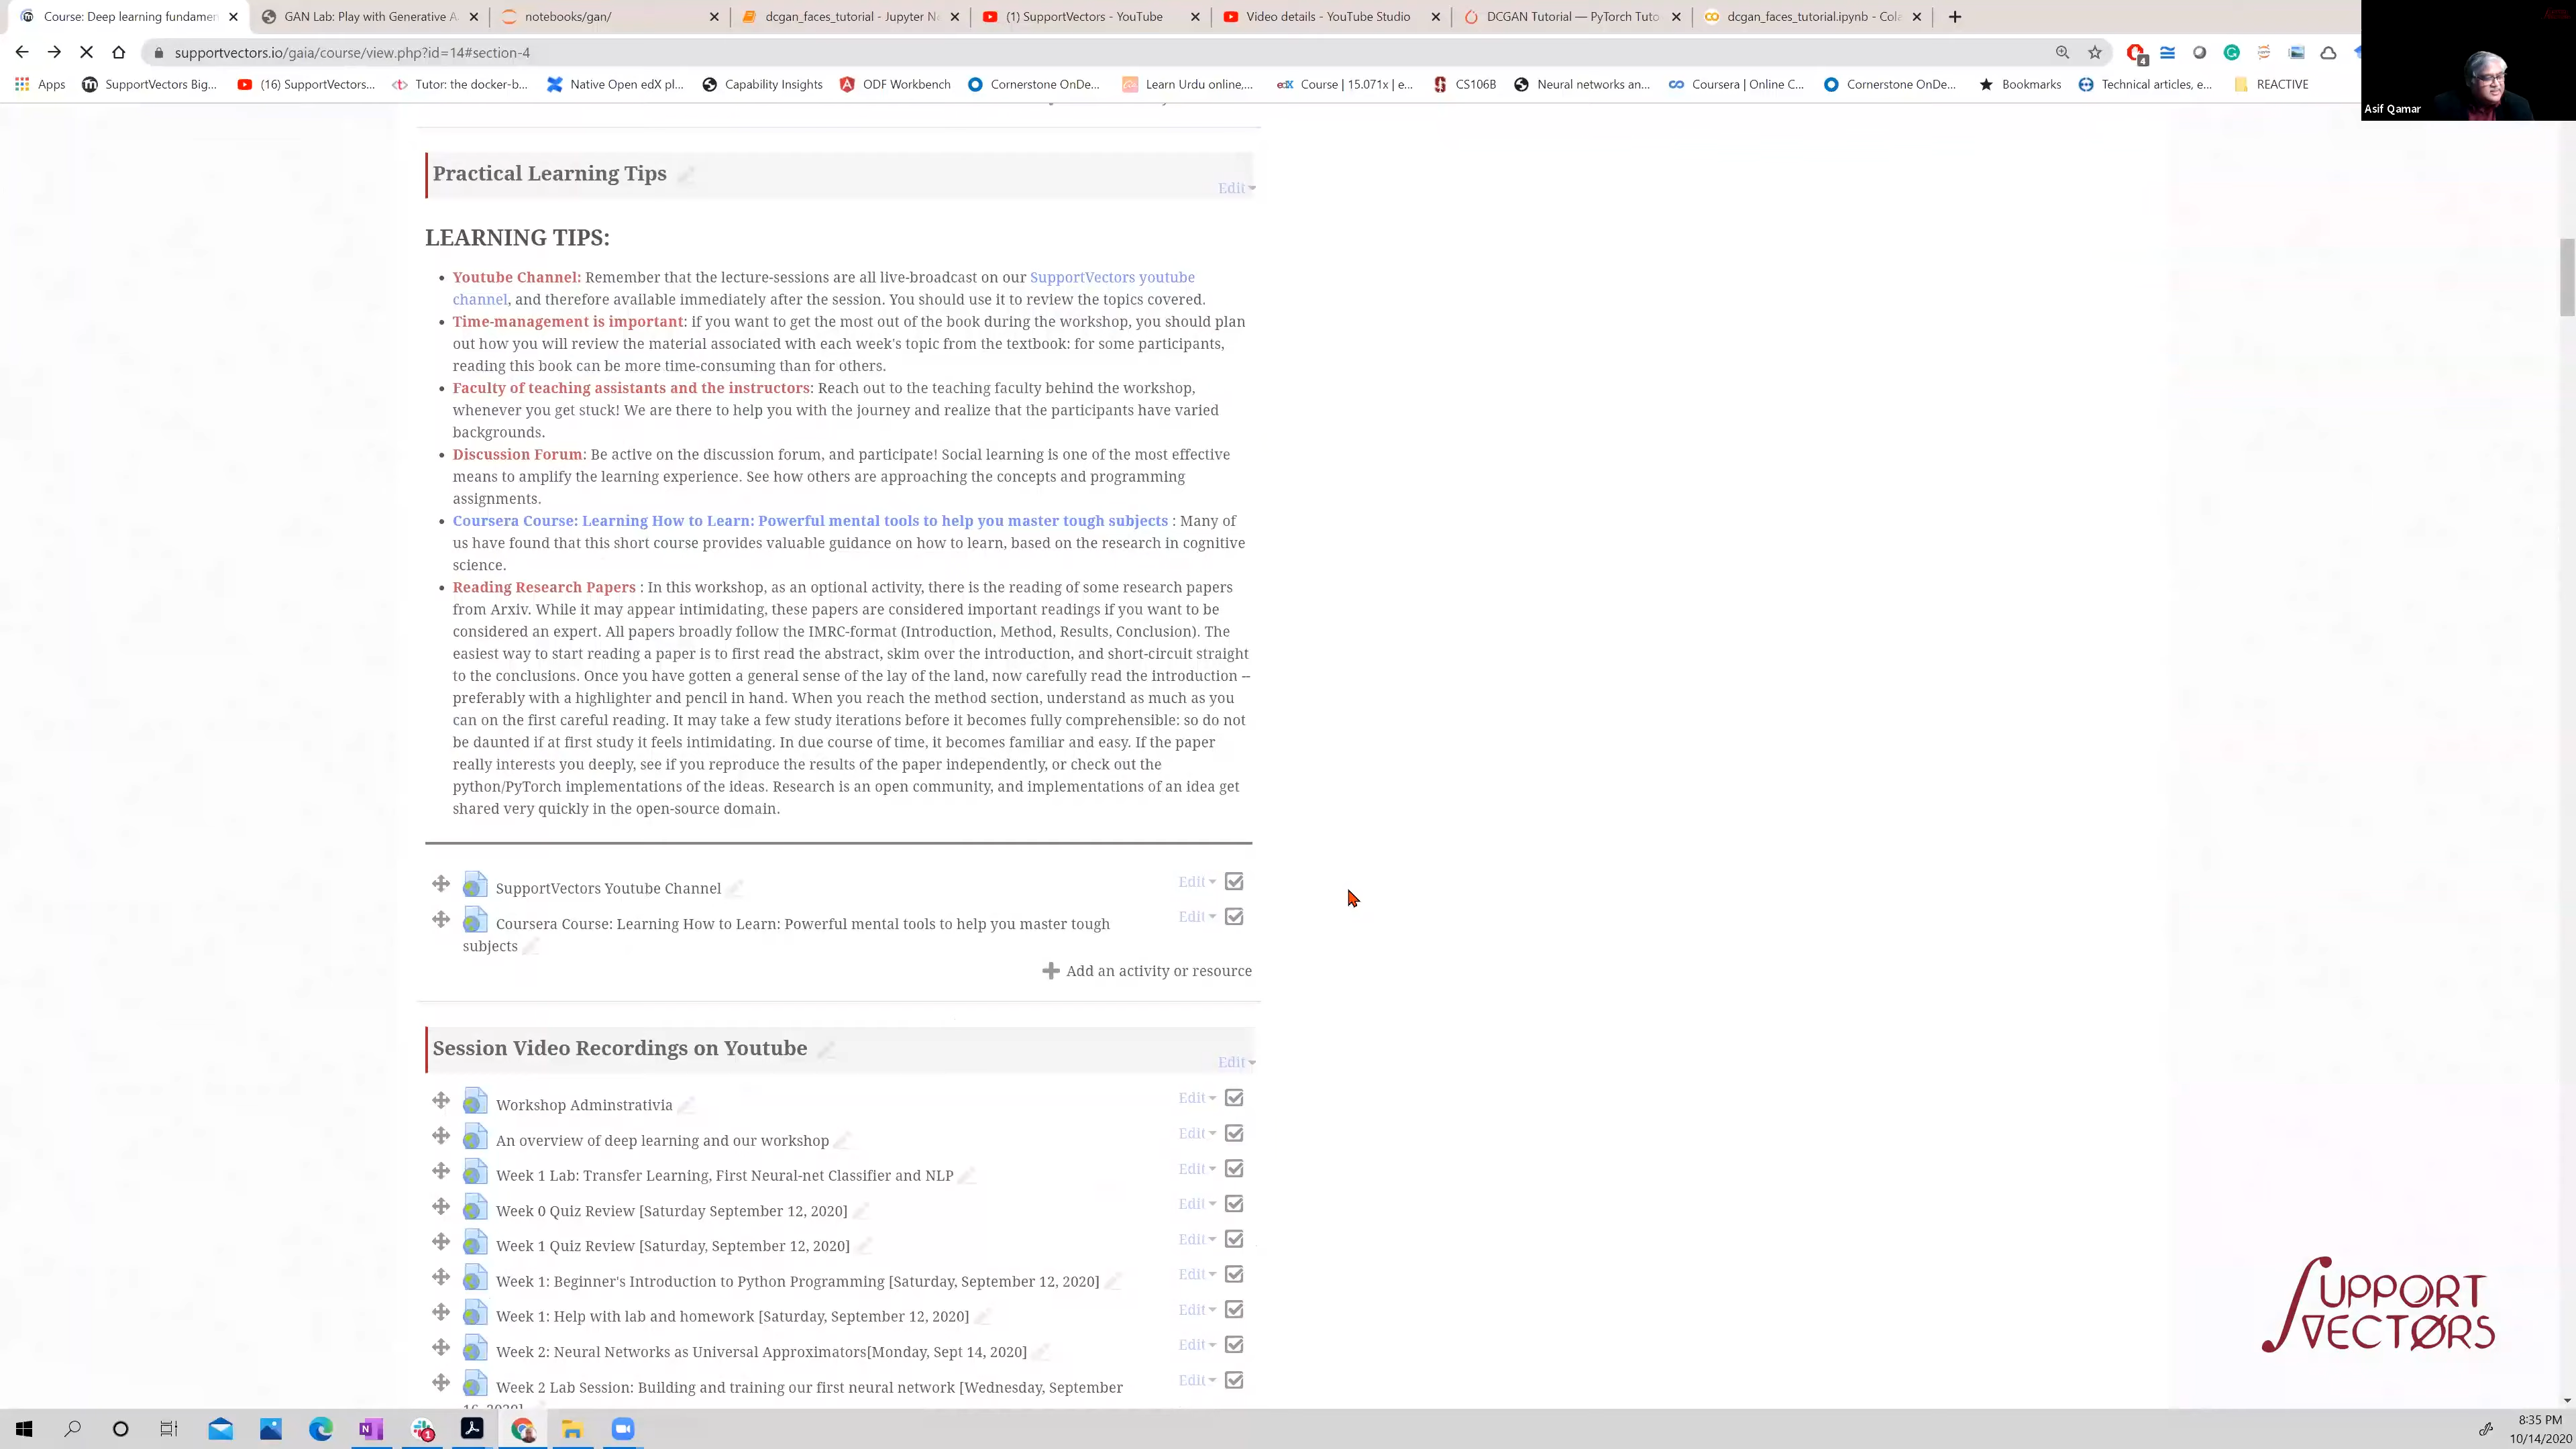 Course: Deep learning fundamen
GAN Lab: Play with Generative A
notebooks/gan/
dcgan_faces_tutorial - Jupyter N
(1) SupportVectors - YouTube
Video details - YouTube Studio
DCGAN Tutorial — PyTorch Tuto
dcgan_faces_tutorial.ipynb - Cola
supportvectors.io/gaia/course/view.php?id=14#section-4
4
Apps
SupportVectors Big...
(16) SupportVectors...
Tutor: the docker-b...
Native Open edX pl...
Capability Insights
ODF Workbench
Cornerstone OnDe...
Learn Urdu online,...
edX Course | 15.071x | e...
CS106B
Neural networks an...
Coursera | Online C...
Cornerstone OnDe...
Bookmarks
Technical articles, e...
REACTIVE
Asif Qamar
Practical Learning Tips
Edit
LEARNING TIPS:
Youtube Channel: Remember that the lecture-sessions are all live-broadcast on our SupportVectors youtube
channel, and therefore available immediately after the session. You should use it to review the topics covered.
Time-management is important: if you want to get the most out of the book during the workshop, you should plan
out how you will review the material associated with each week's topic from the textbook: for some participants,
reading this book can be more time-consuming than for others.
Faculty of teaching assistants and the instructors: Reach out to the teaching faculty behind the workshop,
whenever you get stuck! We are there to help you with the journey and realize that the participants have varied
backgrounds.
Discussion Forum: Be active on the discussion forum, and participate! Social learning is one of the most effective
means to amplify the learning experience. See how others are approaching the concepts and programming
assignments.
Coursera Course: Learning How to Learn: Powerful mental tools to help you master tough subjects : Many of
us have found that this short course provides valuable guidance on how to learn, based on the research in cognitive
science.
Reading Research Papers : In this workshop, as an optional activity, there is the reading of some research papers
from Arxiv. While it may appear intimidating, these papers are considered important readings if you want to be
considered an expert. All papers broadly follow the IMRC-format (Introduction, Method, Results, Conclusion). The
easiest way to start reading a paper is to first read the abstract, skim over the introduction, and short-circuit straight
to the conclusions. Once you have gotten a general sense of the lay of the land, now carefully read the introduction --
preferably with a highlighter and pencil in hand. When you reach the method section, understand as much as you
can on the first careful reading. It may take a few study iterations before it becomes fully comprehensible: so do not
be daunted if at first study it feels intimidating. In due course of time, it becomes familiar and easy. If the paper
really interests you deeply, see if you reproduce the results of the paper independently, or check out the
python/PyTorch implementations of the ideas. Research is an open community, and implementations of an idea get
shared very quickly in the open-source domain.
SupportVectors Youtube Channel Edit
Coursera Course: Learning How to Learn: Powerful mental tools to help you master tough Edit
subjects
Add an activity or resource
Session Video Recordings on Youtube
Edit
Workshop Adminstrativia Edit
An overview of deep learning and our workshop Edit
Week 1 Lab: Transfer Learning, First Neural-net Classifier and NLP Edit
Week 0 Quiz Review [Saturday September 12, 2020] Edit
Week 1 Quiz Review [Saturday, September 12, 2020] Edit
Week 1: Beginner's Introduction to Python Programming [Saturday, September 12, 2020] Edit
Week 1: Help with lab and homework [Saturday, September 12, 2020] Edit
Week 2: Neural Networks as Universal Approximators[Monday, Sept 14, 2020] Edit
Week 2 Lab Session: Building and training our first neural network [Wednesday, September Edit
16, 2020]
SUPPORT
VECTORS
1
8:35 PM
10/14/2020